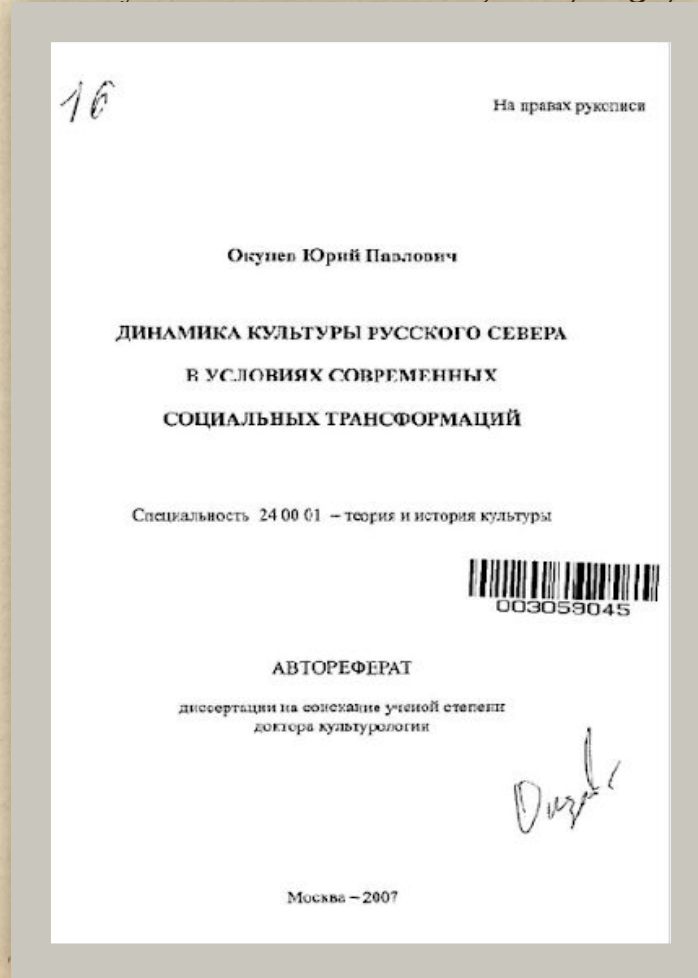 16
На правах рукописи
Окунев Юрий Павлович
ДИНАМИКА КУЛЬТУРЫ РУССКОГО СЕВЕРА
В УСЛОВИЯХ СОВРЕМЕННЫХ
СОЦИАЛЬНЫХ ТРАНСФОРМАЦИЙ
Специальность 24 00 01 – теория и история культуры
003059045
АВТОРЕФЕРАТ
диссертации на соискание ученой степени
доктора культурологии
Москва – 2007